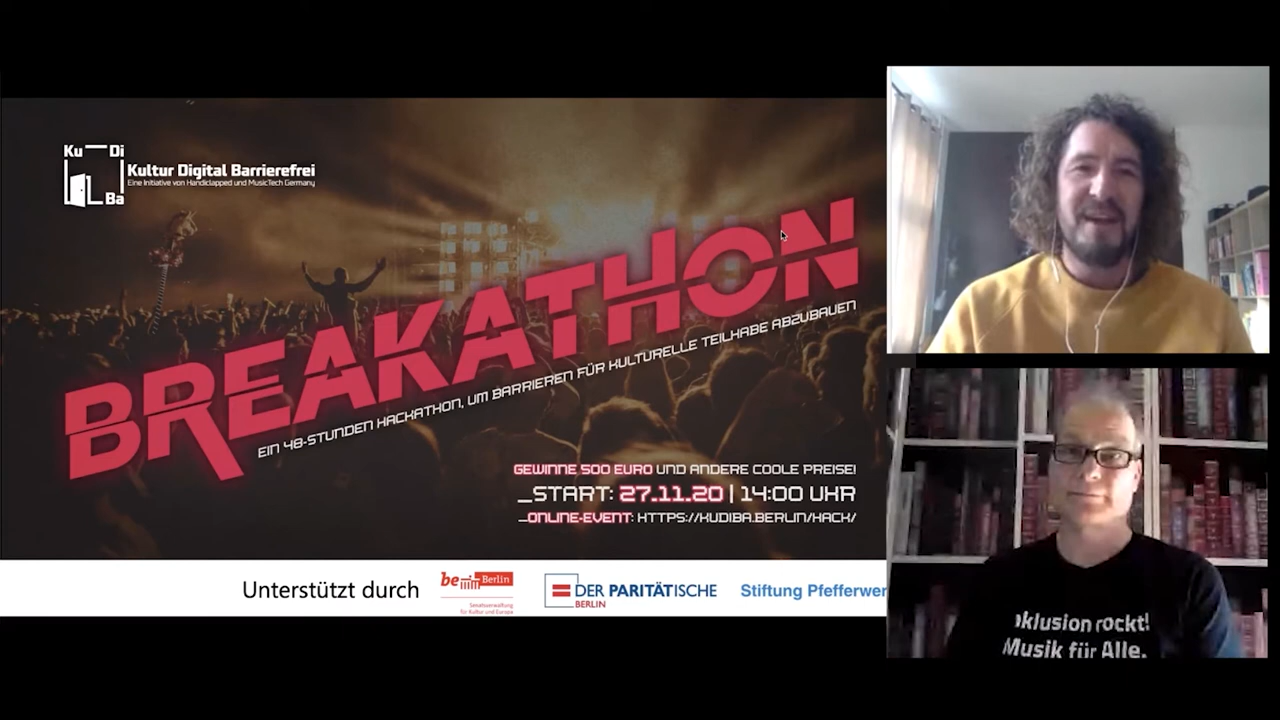 Ku Di
Ba
Kultur Digital Barrierefrei
Eine Initiative von Handiclapped und MusicTech Germany
BREAKATHON
EIN 48-STUNDEN HACKATHON, UM BARRIEREN FÜR KULTURELLE TEILHABE ABZUBAUEN
GEWINNE 500 EURO UND ANDERE COOLE PREISE!
_START: 27.11.20 | 14:00 UHR
_ONLINE-EVENT: HTTPS://KUDIBA.BERLIN/HACK/
Unterstützt durch
be Berlin
Senatsverwaltung
für Kultur und Europa
DER PARITÄTISCHE
BERLIN
Stiftung Pfefferwer
klusion rockt!
Musik für Alle.